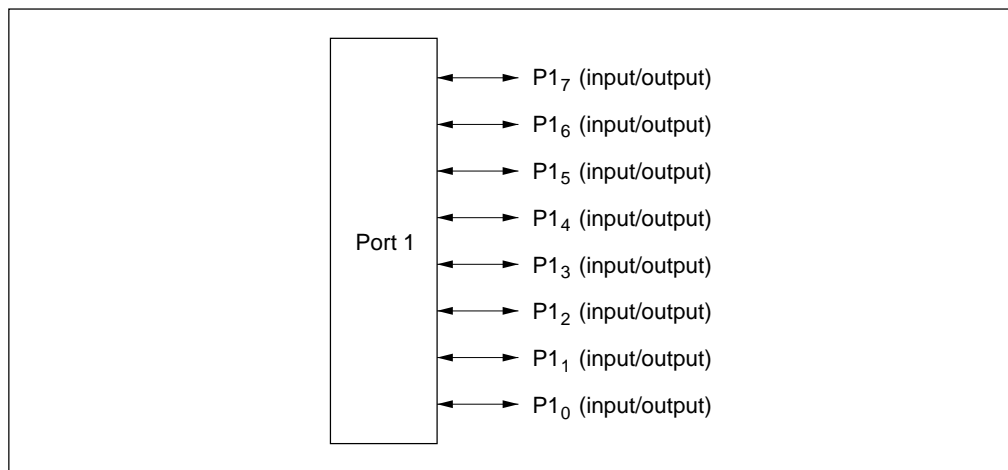 P1₇ (input/output)
P1₆ (input/output)
P1₅ (input/output)
P1₄ (input/output)
Port 1
P1₃ (input/output)
P1₂ (input/output)
P1₁ (input/output)
P1₀ (input/output)